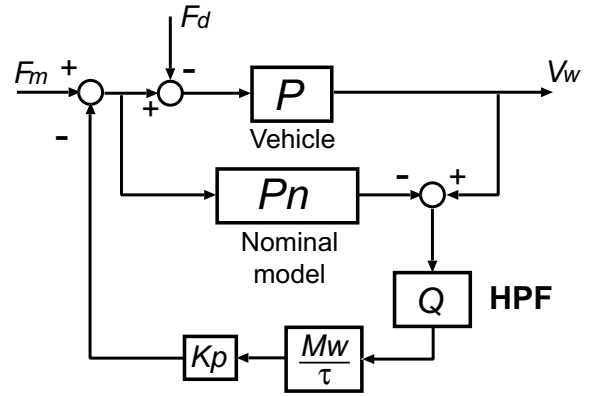 Fd
-
Fm
+
+
P
Vw
-
Vehicle
Pn
-
+
Nominal
model
Q
HPF
Kp
Mw
τ